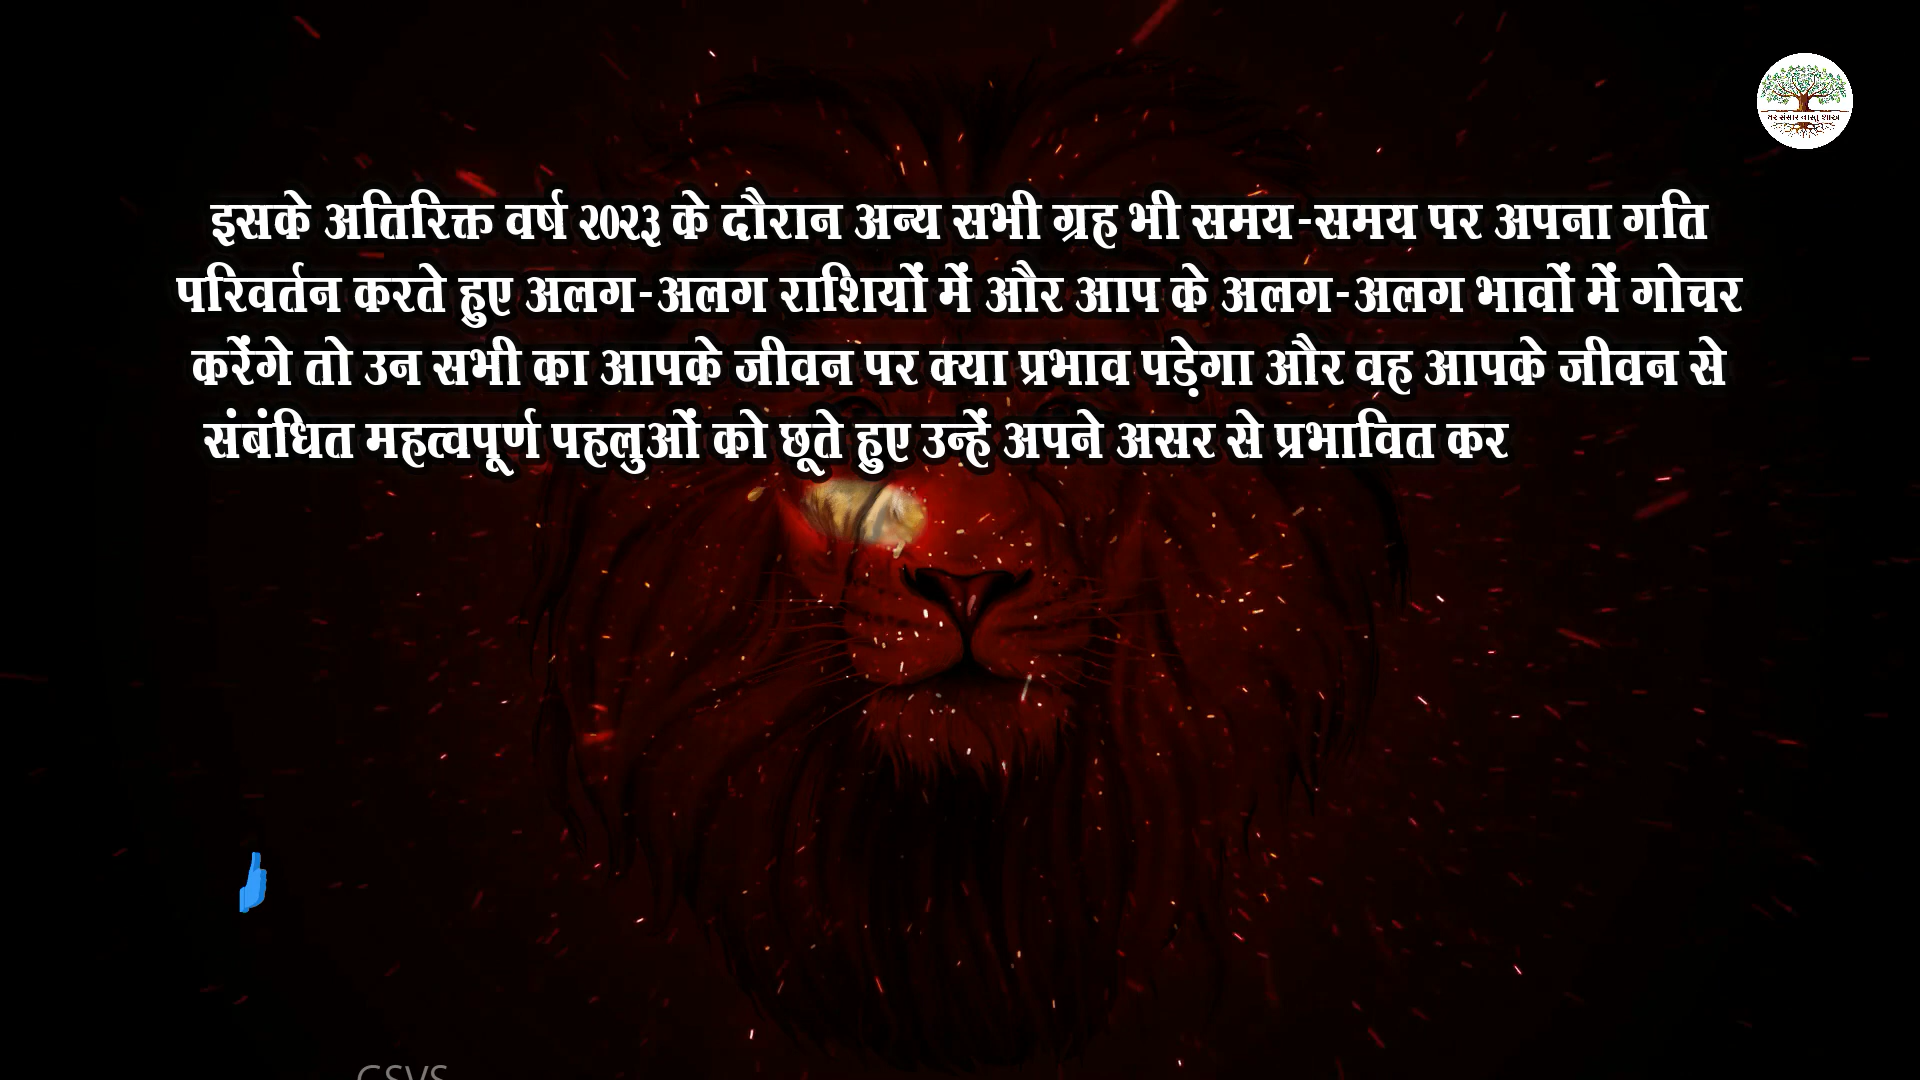 घर संसार वास्तु शास्त्र
इसके अतिरिक्त वर्ष २०२३ के दौरान अन्य सभी ग्रह भी समय-समय पर अपना गति
परिवर्तन करते हुए अलग-अलग राशियों में और आप के अलग-अलग भावों में गोचर
करेंगे तो उन सभी का आपके जीवन पर क्या प्रभाव पड़ेगा और वह आपके जीवन से
संबंधित महत्वपूर्ण पहलुओं को छूते हुए उन्हें अपने असर से प्रभावित कर
GSVS